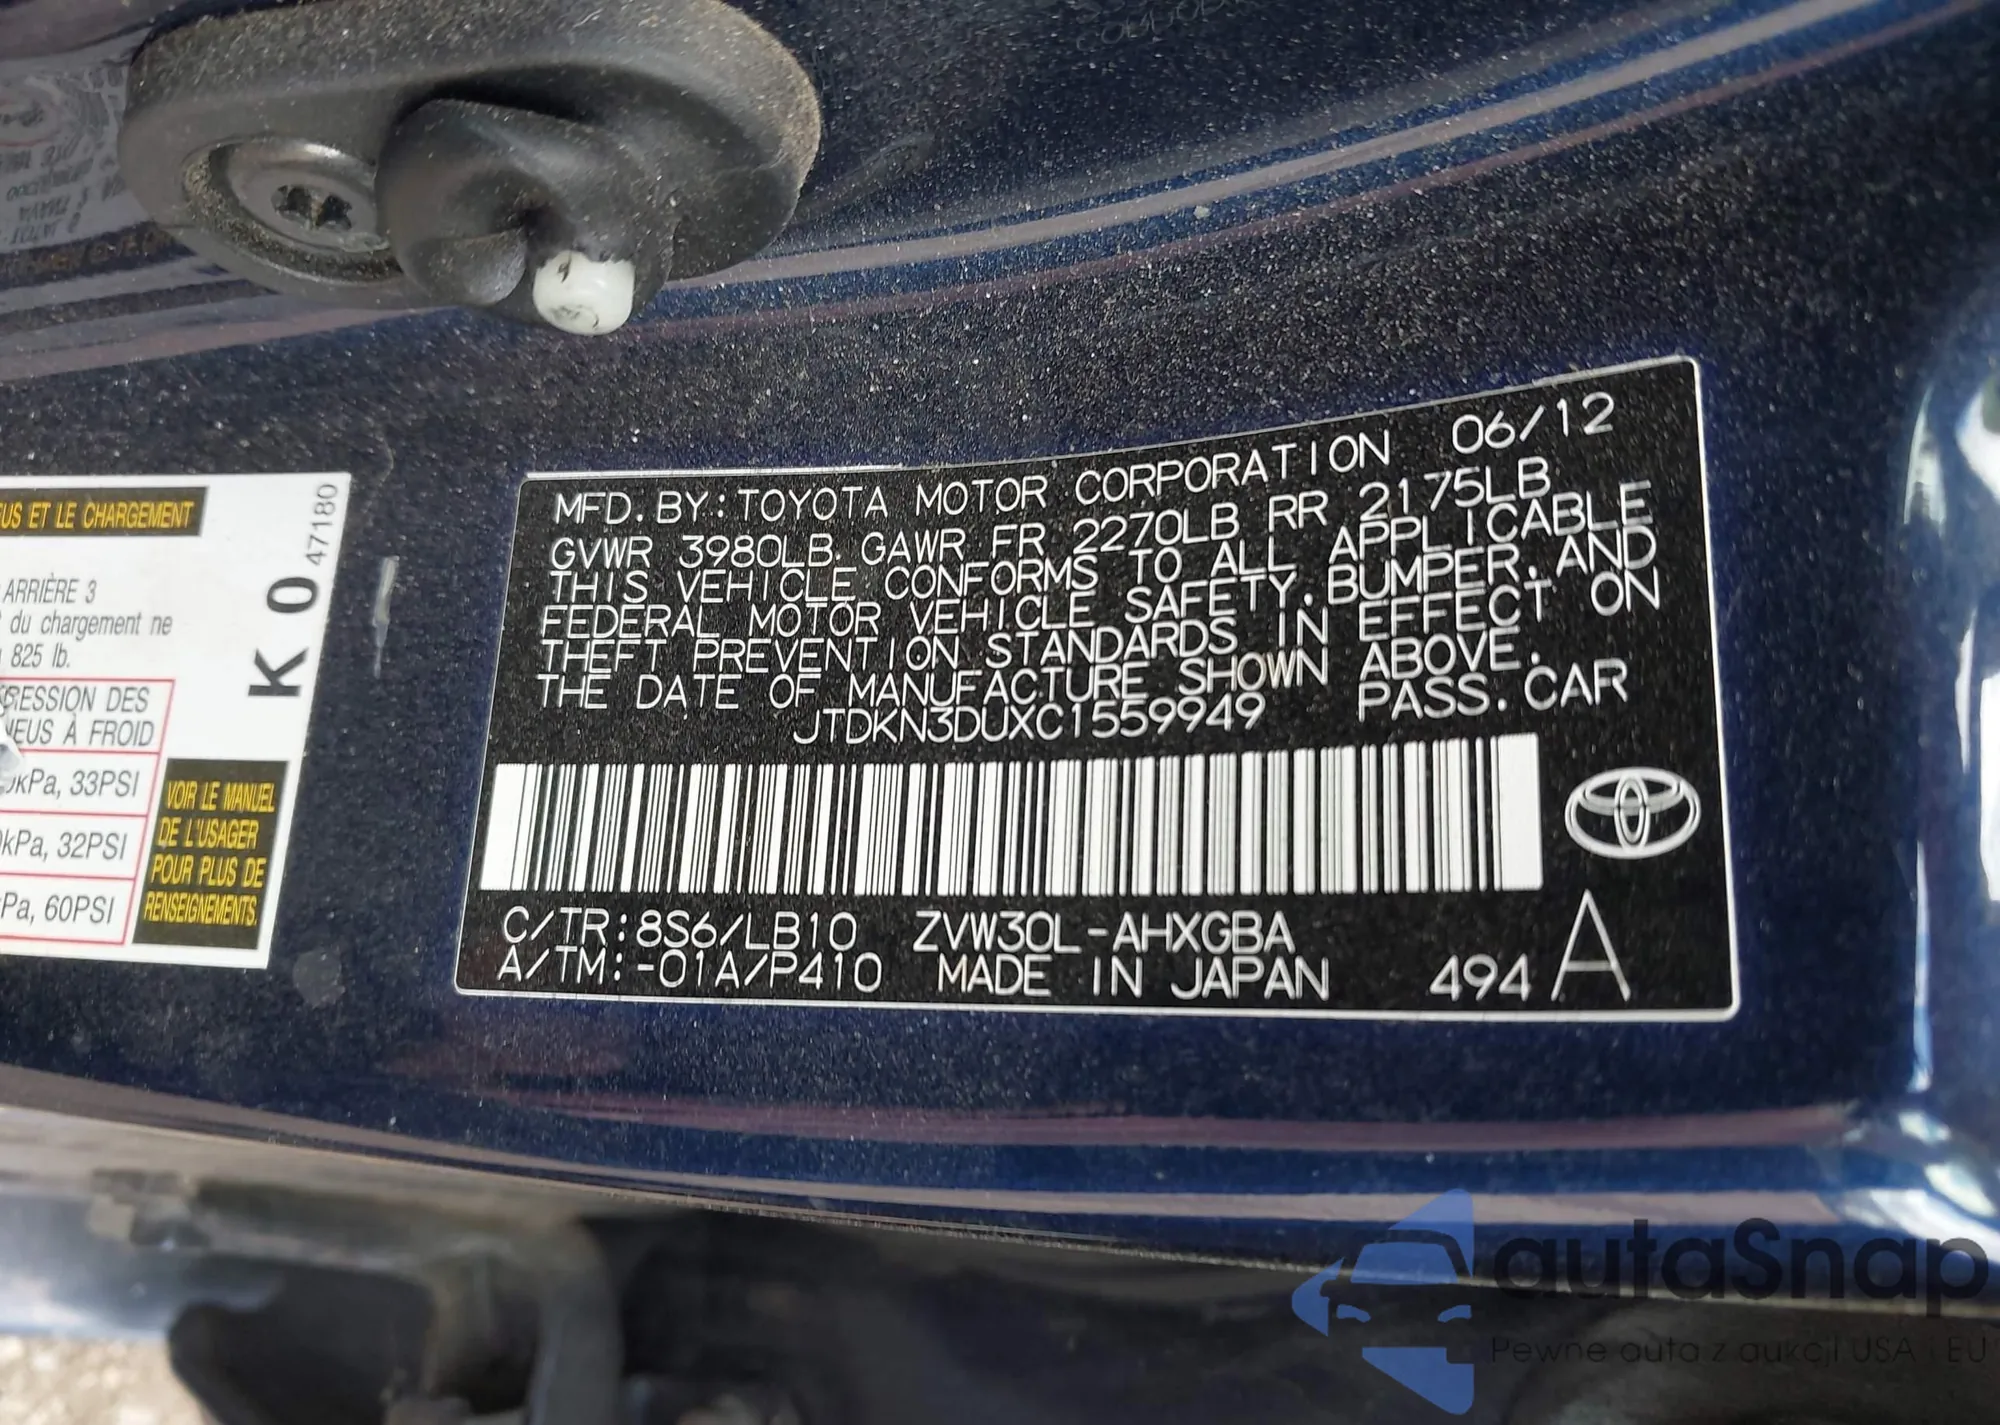 US ET LE CHARGEMENT
47180
K 0
ARRIÈRE 3
du chargement ne
825 lb.
RESSION DES
NEUS À FROID
kPa, 33PSI
kPa, 32PSI
Pa, 60PSI
VOIR LE MANUEL
DE L'USAGER
POUR PLUS DE
RENSEIGNEMENTS.
MFD. BY: TOYOTA MOTOR CORPORATION 06/12
GVWR 3980LB. GAWR FR 2270LB RR 2175LB
THIS VEHICLE CONFORMS TO ALL APPLICABLE
FEDERAL MOTOR VEHICLE SAFETY, BUMPER, AND
THEFT PREVENTION STANDARDS IN EFFECT ON
THE DATE OF MANUFACTURE SHOWN ABOVE.
JTDKN3DUXC1559949 PASS. CAR
C/TR:8S6/LB10 ZVW30L-AHXGBA
A/TM:-01A/P410 MADE IN JAPAN 494 A
autaSnap
Pewne auta z aukcji USA i EU